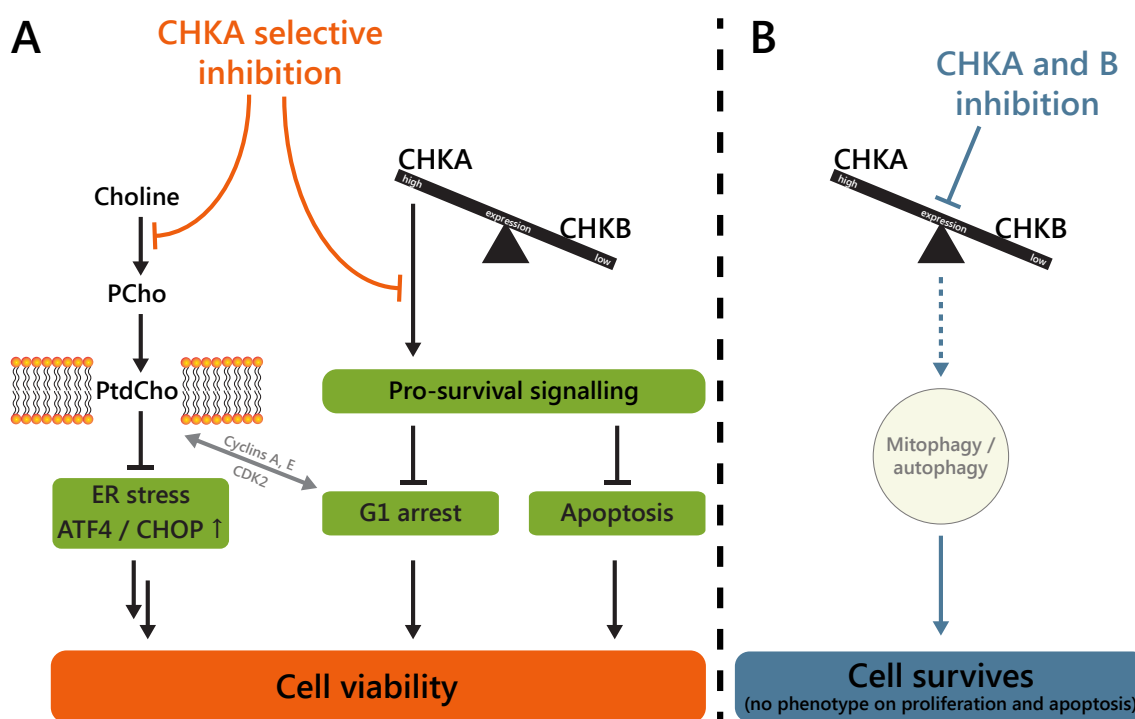 A
CHKA selective
inhibition
CHKA
high
expression
CHKB
low
Choline
PCho
PtdCho
Pro-survival signalling
Cyclins A, E
CDK2
ER stress
ATF4 / CHOP ↑
G1 arrest
Apoptosis
Cell viability
B
CHKA and B
inhibition
CHKA
high
expression
CHKB
low
Mitophagy /
autophagy
Cell survives
(no phenotype on proliferation and apoptosis)